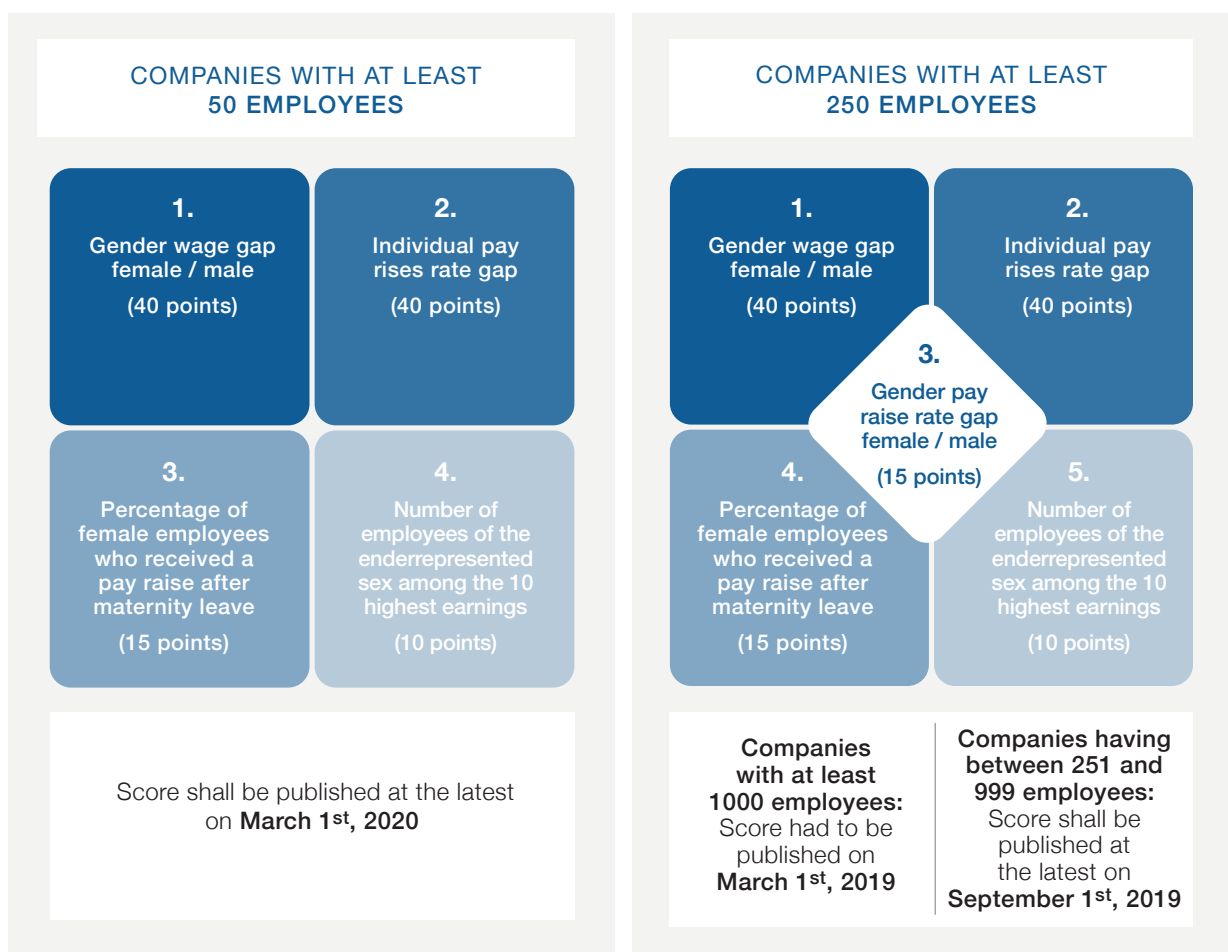 COMPANIES WITH AT LEAST
50 EMPLOYEES
1.
Gender wage gap
female / male
(40 points)
2.
Individual pay
rises rate gap
(40 points)
3.
Percentage of
female employees
who received a
pay raise after
maternity leave
(15 points)
4.
Number of
employees of the
enderrepresented
sex among the 10
highest earnings
(10 points)
Score shall be published at the latest
on March 1st, 2020
COMPANIES WITH AT LEAST
250 EMPLOYEES
1.
Gender wage gap
female / male
(40 points)
2.
Individual pay
rises rate gap
(40 points)
3.
Gender pay
raise rate gap
female / male
(15 points)
4.
Percentage of
female employees
who received a
pay raise after
maternity leave
(15 points)
5.
Number of
employees of the
enderrepresented
sex among the 10
highest earnings
(10 points)
Companies
with at least
1000 employees:
Score had to be
published on
March 1st, 2019
Companies having
between 251 and
999 employees:
Score shall be
published at
the latest on
September 1st, 2019